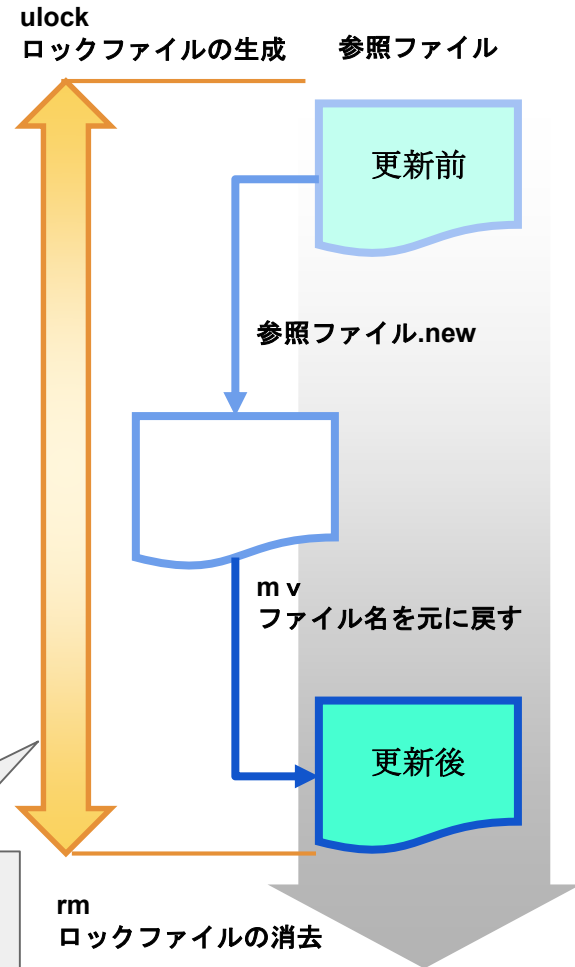 ulock
ロックファイルの生成
参照ファイル
更新前
参照ファイル.new
ｍｖ
ファイル名を元に戻す
更新後
rm
ロックファイルの消去